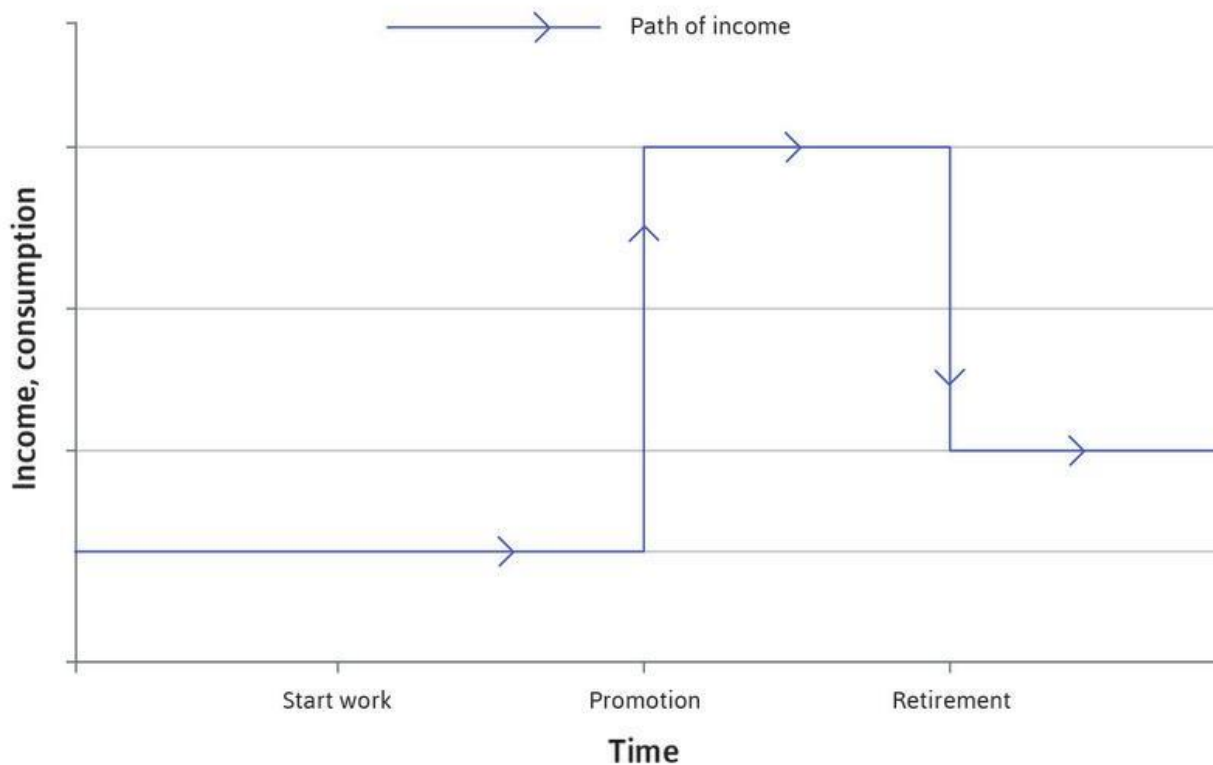 Path of income
Income, consumption
Start work
Promotion
Retirement
Time